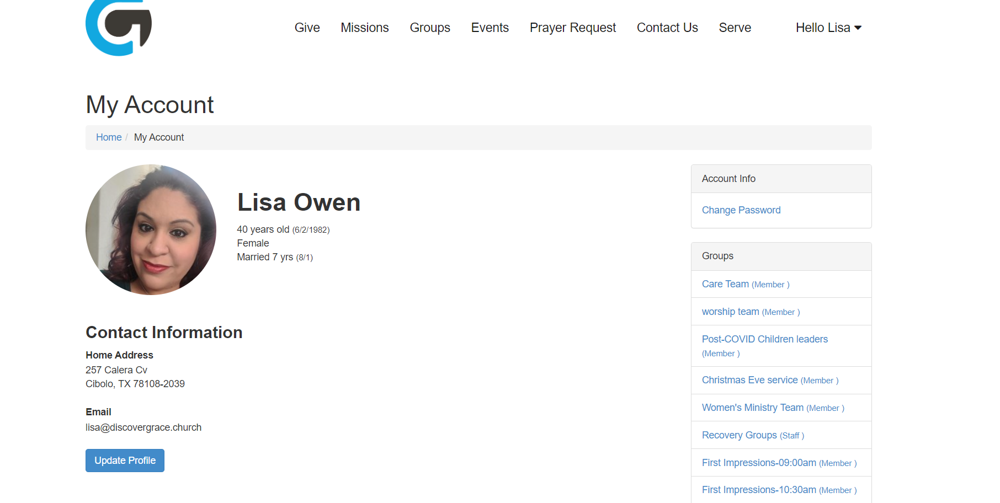 Give Missions Groups Events Prayer Request Contact Us Serve Hello Lisa
My Account
Home / My Account
Lisa Owen
40 years old (6/2/1982)
Female
Married 7 yrs (8/1)
Contact Information
Home Address
257 Calera Cv
Cibolo, TX 78108-2039
Email
lisa@discovergrace.church
Update Profile
Account Info
Change Password
Groups
Care Team (Member )
worship team (Member )
Post-COVID Children leaders
(Member )
Christmas Eve service (Member )
Women's Ministry Team (Member )
Recovery Groups (Staff )
First Impressions-09:00am (Member )
First Impressions-10:30am (Member )